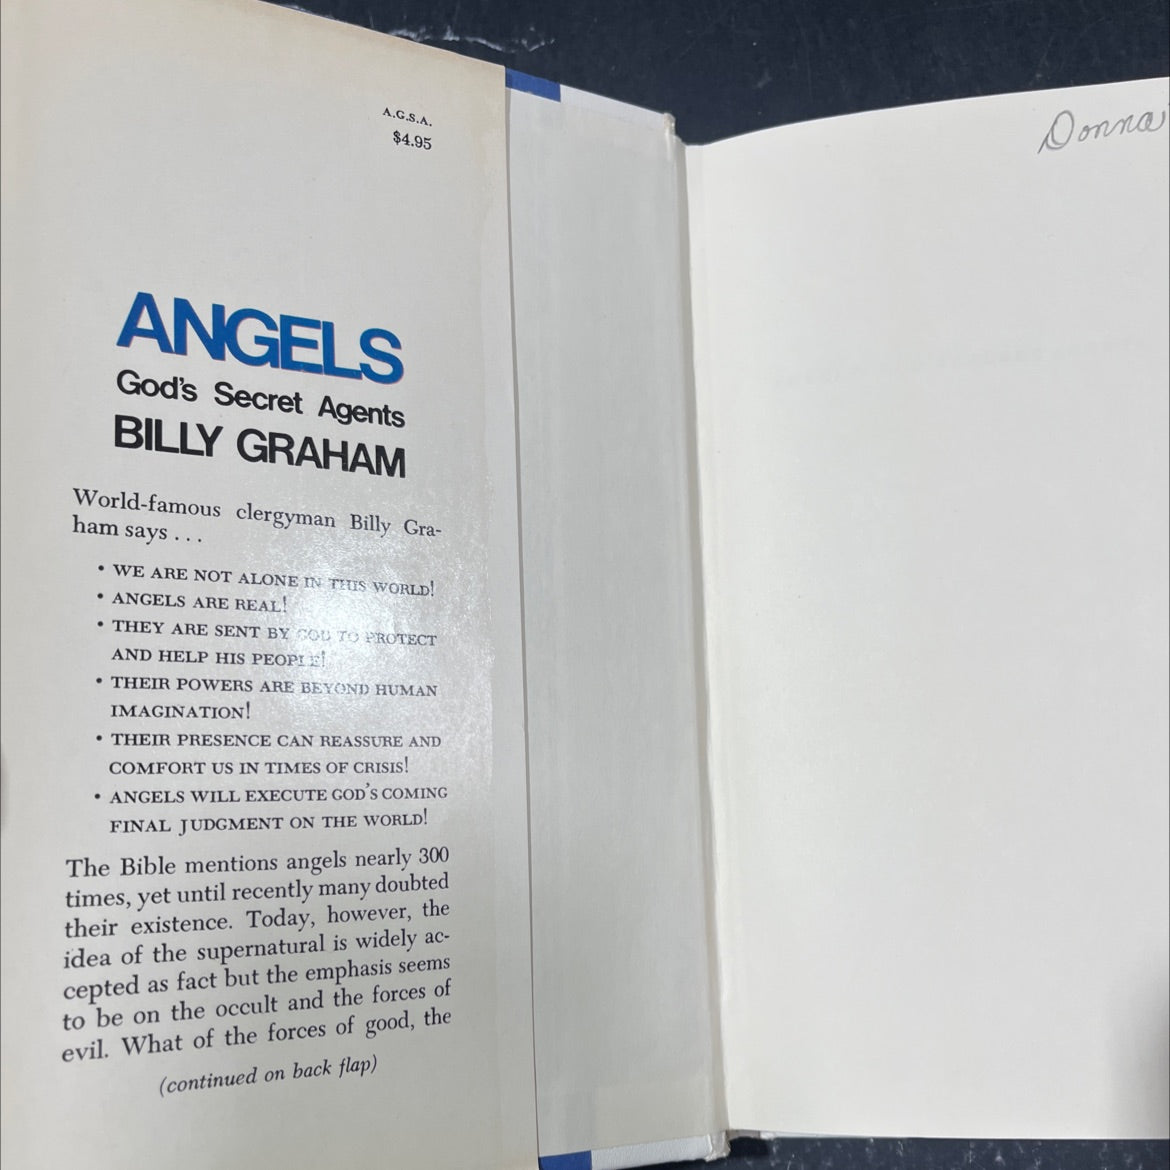 A.G.S.A.
$4.95
ANGELS
God's Secret Agents
BILLY GRAHAM
World-famous clergyman Billy Gra-
ham says . . .
• WE ARE NOT ALONE IN THIS WORLD!
• ANGELS ARE REAL!
• THEY ARE SENT BY GOD TO PROTECT
AND HELP HIS PEOPLE!
• THEIR POWERS ARE BEYOND HUMAN
IMAGINATION!
• THEIR PRESENCE CAN REASSURE AND
COMFORT US IN TIMES OF CRISIS!
• ANGELS WILL EXECUTE GOD'S COMING
FINAL JUDGMENT ON THE WORLD!
The Bible mentions angels nearly 300
times, yet until recently many doubted
their existence. Today, however, the
idea of the supernatural is widely ac-
cepted as fact but the emphasis seems
to be on the occult and the forces of
evil. What of the forces of good, the
(continued on back flap)
Donna